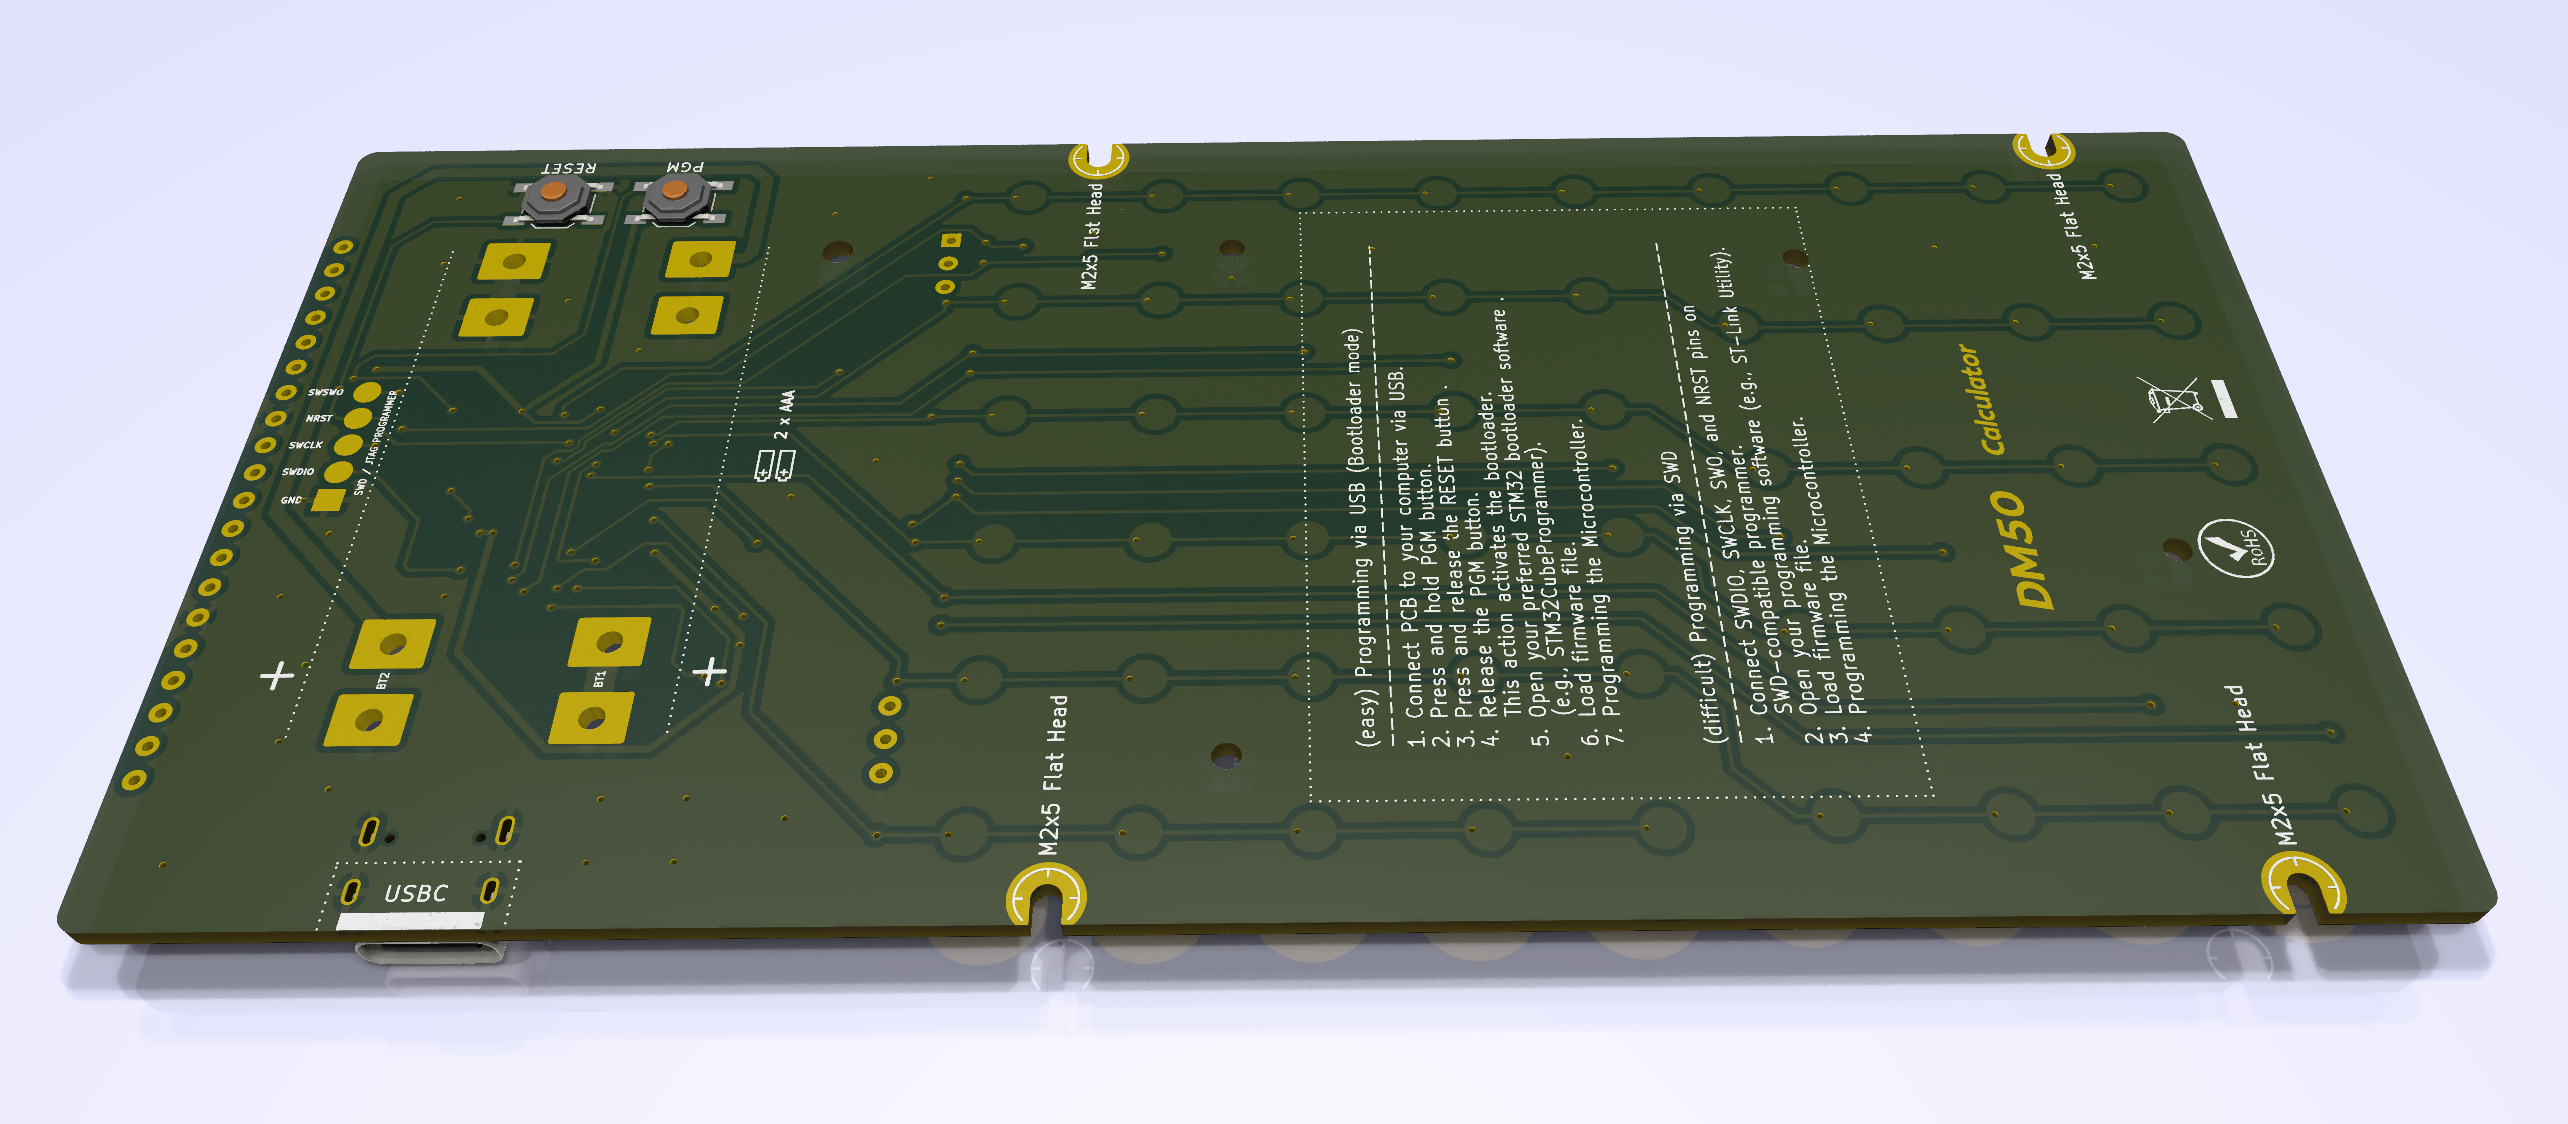 RESET
PGM
SWSWO
NRST
SWCLK
SWDIO
GND
SWD / JTAG PROGRAMMER
2 x AAA
+
+
BT2
BT1
USBC
M2x5 Flat Head
M2x5 Flat Head
M2x5 Flat Head
M2x5 Flat Head
(easy) Programming via USB (Bootloader mode)
1. Connect PCB to your computer via USB.
2. Press and hold PGM button.
3. Press and release the RESET button.
4. Release the PGM button.
This action activates the bootloader.
5. Open your preferred STM32 bootloader software
(e.g., STM32CubeProgrammer).
6. Load firmware file.
7. Programming the Microcontroller.
(difficult) Programming via SWD
1. Connect SWDIO, SWCLK, SWO, and NRST pins on
SWD-compatible programmer.
2. Open your programming software (e.g., ST-Link Utility).
3. Load firmware file.
4. Programming the Microcontroller.
DM50 Calculator
RoHS